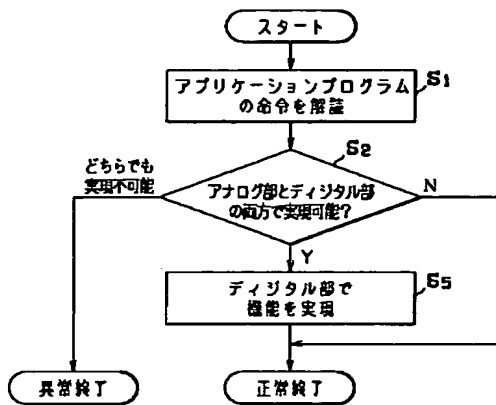 スタート
アプリケーションプログラム
の命令を解読
S1
S2
どちらでも
実現不可能
アナログ部とディジタル部
の両方で実現可能?
N
Y
ディジタル部で
機能を実現
S5
異常終了
正常終了